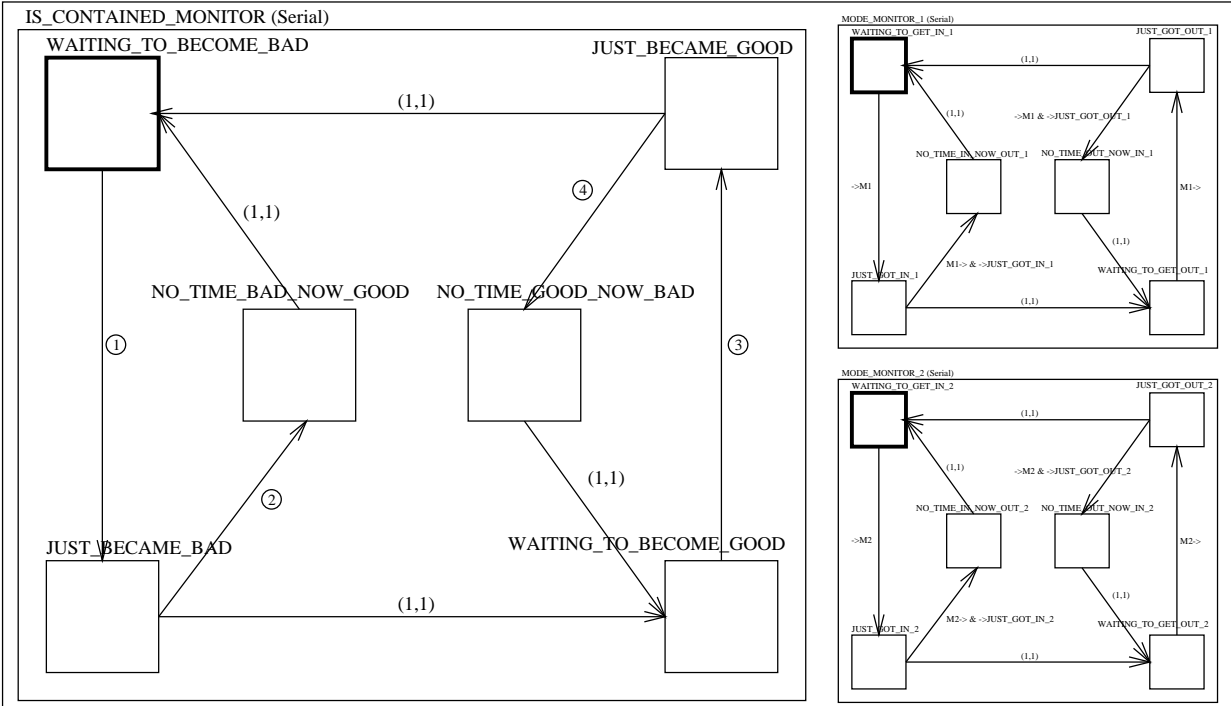 IS_CONTAINED_MONITOR (Serial)
WAITING_TO_BECOME_BAD
JUST_BECAME_GOOD
(1,1)
4
(1,1)
NO_TIME_BAD_NOW_GOOD
NO_TIME_GOOD_NOW_BAD
1
3
(1,1)
2
JUST_BECAME_BAD
WAITING_TO_BECOME_GOOD
(1,1)
MODE_MONITOR_1 (Serial)
WAITING_TO_GET_IN_1
JUST_GOT_OUT_1
(1,1)
(1,1)
->M1 & ->JUST_GOT_OUT_1
NO_TIME_IN_NOW_OUT_1
NO_TIME_OUT_NOW_IN_1
->M1
M1->
(1,1)
M1-> & ->JUST_GOT_IN_1
JUST_GOT_IN_1
WAITING_TO_GET_OUT_1
(1,1)
MODE_MONITOR_2 (Serial)
WAITING_TO_GET_IN_2
JUST_GOT_OUT_2
(1,1)
(1,1)
->M2 & ->JUST_GOT_OUT_2
NO_TIME_IN_NOW_OUT_2
NO_TIME_OUT_NOW_IN_2
->M2
M2->
(1,1)
M2-> & ->JUST_GOT_IN_2
JUST_GOT_IN_2
WAITING_TO_GET_OUT_2
(1,1)